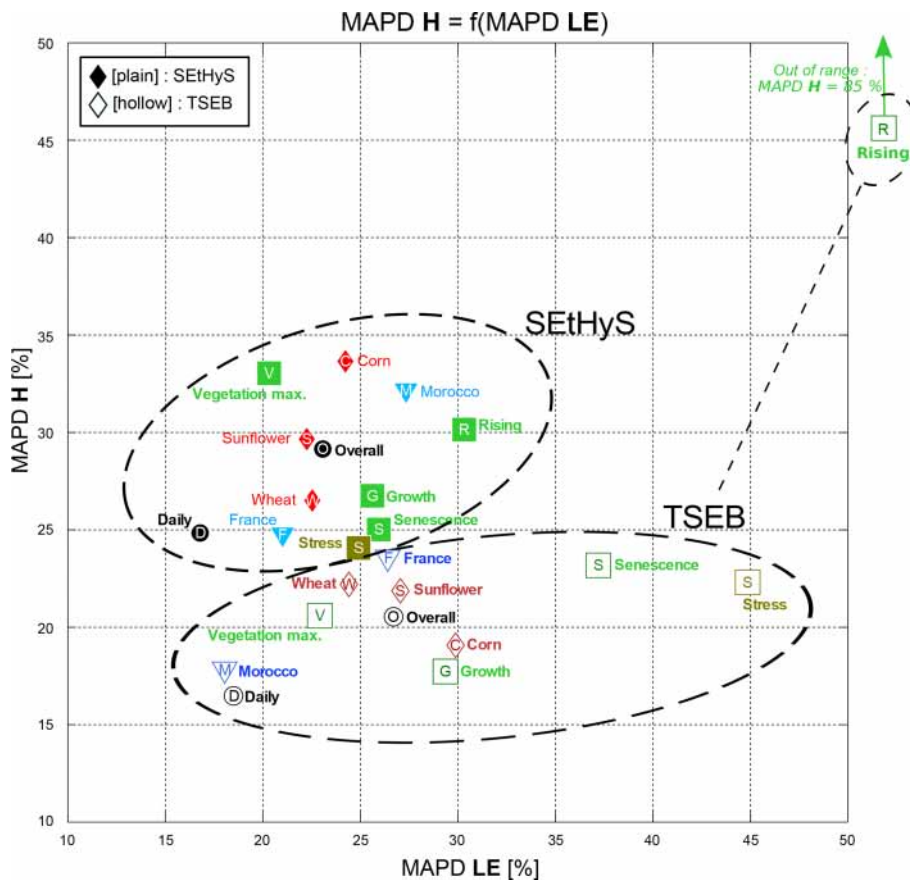 MAPD H = f(MAPD LE)
50
[plain] : SEtHyS
[hollow] : TSEB
Out of range :
MAPD H = 85 %
R
Rising
45
40
35
SEtHyS
C Corn
V
Vegetation max.
M Morocco
MAPD H [%]
R Rising
30
Sunflower S
O Overall
G Growth
Wheat W
Senescence
S
Daily
D
France
F
25
Stress S
TSEB
F France
S Senescence
Wheat W
S Sunflower
S
Stress
V
Vegetation max.
O Overall
20
C Corn
G Growth
M Morocco
D Daily
15
10
10 15 20 25 30 35 40 45 50
MAPD LE [%]